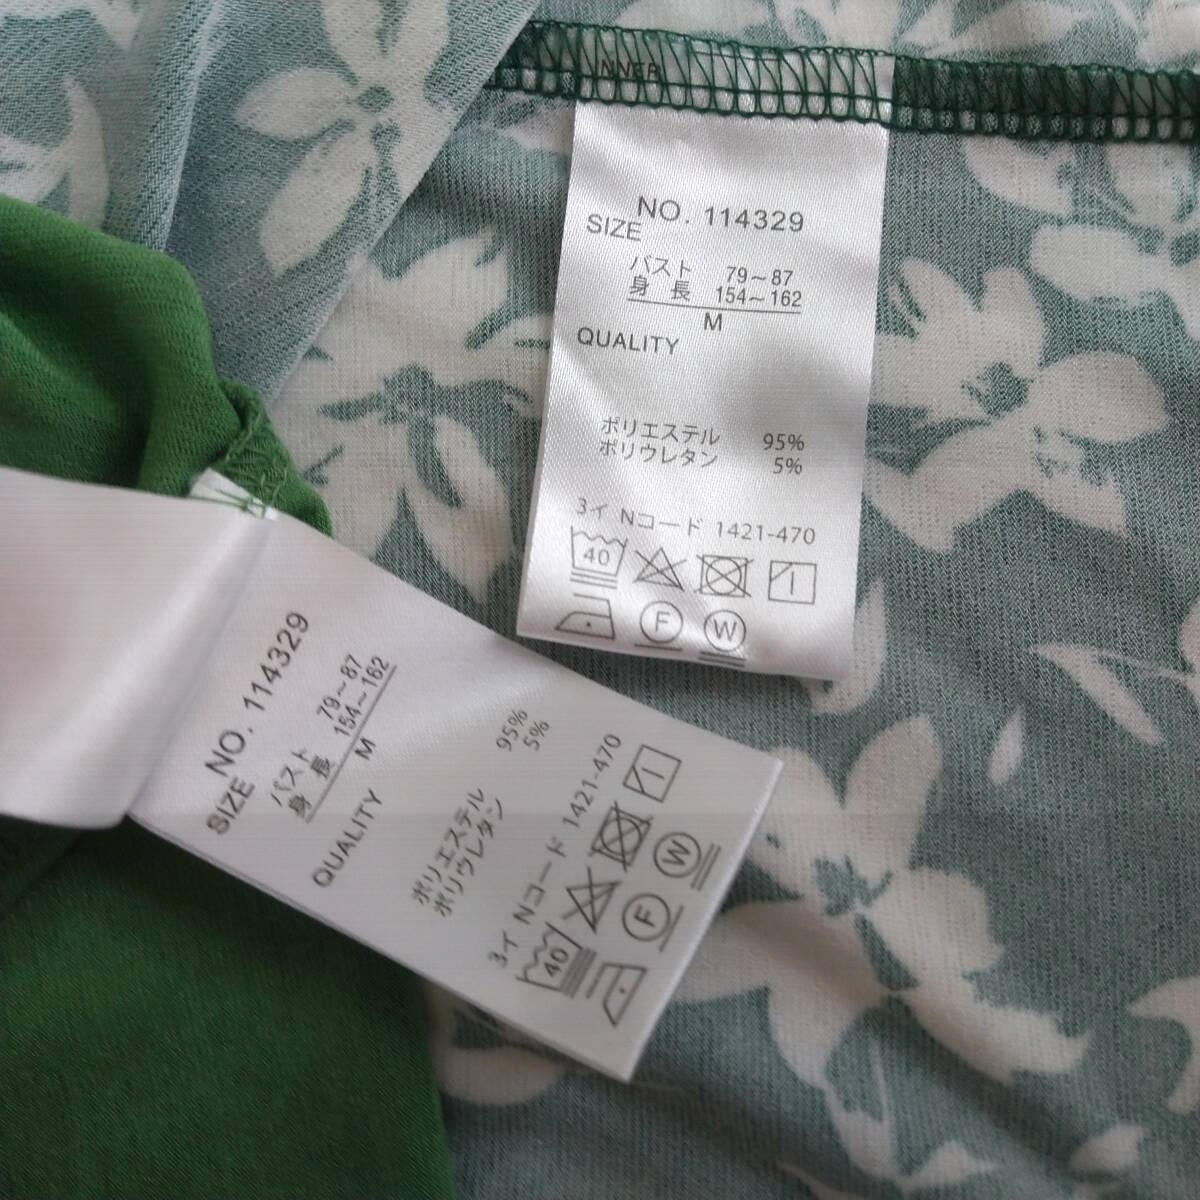 INNER
NO. 114329
SIZE
バスト 79～87
身長 154～162
M
QUALITY
ポリエステル 95%
ポリウレタン 5%
3イ Nコード 1421-470
40
F W
NO. 114329
SIZE
バスト 79～87
身長 154～162
M
QUALITY
ポリエステル 95%
ポリウレタン 5%
3イ Nコード 1421-470
40
F W